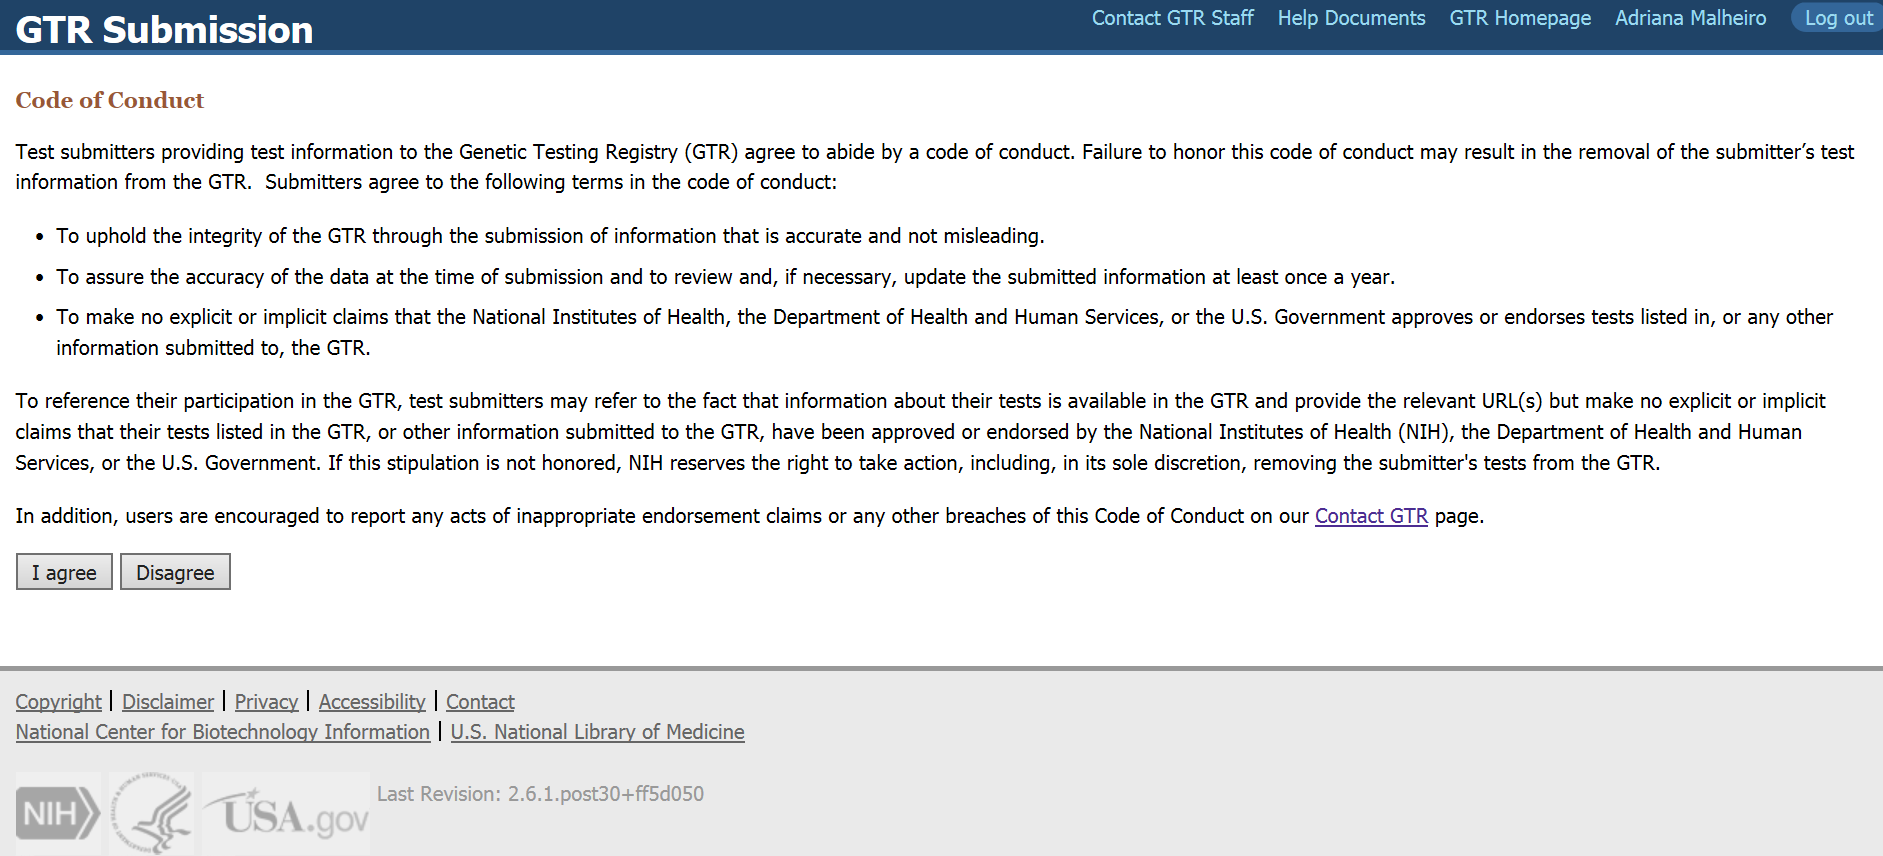 GTR Submission
Contact GTR Staff Help Documents GTR Homepage Adriana Malheiro Log out
Code of Conduct
Test submitters providing test information to the Genetic Testing Registry (GTR) agree to abide by a code of conduct. Failure to honor this code of conduct may result in the removal of the submitter’s test
information from the GTR.  Submitters agree to the following terms in the code of conduct:
• To uphold the integrity of the GTR through the submission of information that is accurate and not misleading.
• To assure the accuracy of the data at the time of submission and to review and, if necessary, update the submitted information at least once a year.
• To make no explicit or implicit claims that the National Institutes of Health, the Department of Health and Human Services, or the U.S. Government approves or endorses tests listed in, or any other
information submitted to, the GTR.
To reference their participation in the GTR, test submitters may refer to the fact that information about their tests is available in the GTR and provide the relevant URL(s) but make no explicit or implicit
claims that their tests listed in the GTR, or other information submitted to the GTR, have been approved or endorsed by the National Institutes of Health (NIH), the Department of Health and Human
Services, or the U.S. Government. If this stipulation is not honored, NIH reserves the right to take action, including, in its sole discretion, removing the submitter's tests from the GTR.
In addition, users are encouraged to report any acts of inappropriate endorsement claims or any other breaches of this Code of Conduct on our Contact GTR page.
I agree Disagree
Copyright | Disclaimer | Privacy | Accessibility | Contact
National Center for Biotechnology Information | U.S. National Library of Medicine
NIH USA.gov Last Revision: 2.6.1.post30+ff5d050